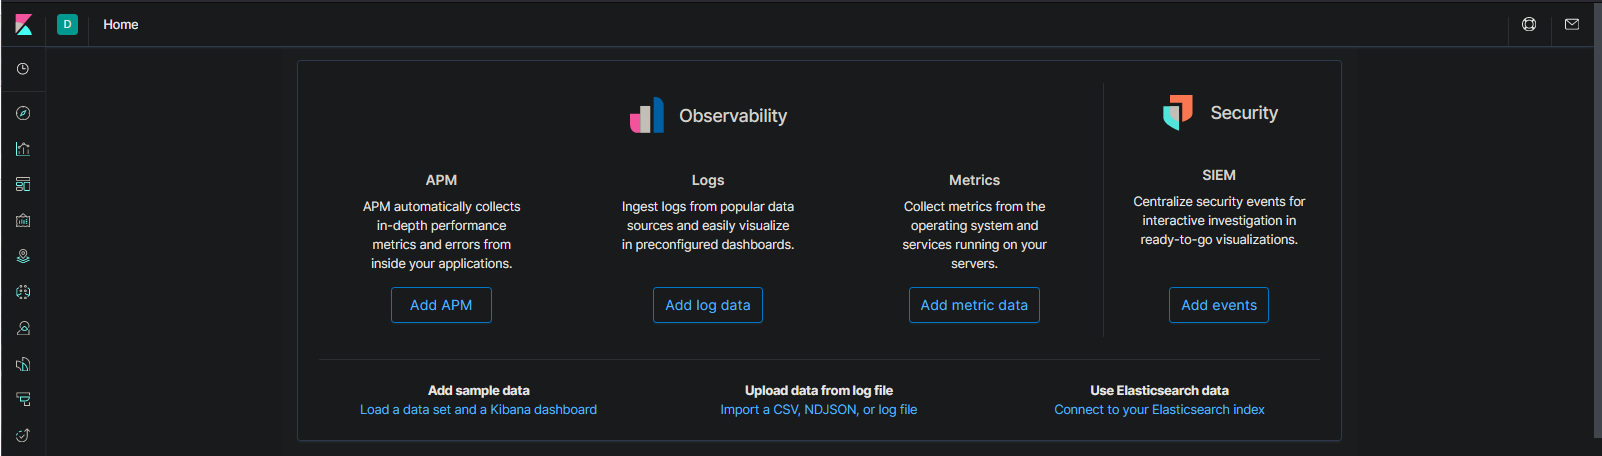 D Home
Observability
Security
APM
APM automatically collects
in-depth performance
metrics and errors from
inside your applications.
Add APM
Logs
Ingest logs from popular data
sources and easily visualize
in preconfigured dashboards.
Add log data
Metrics
Collect metrics from the
operating system and
services running on your
servers.
Add metric data
SIEM
Centralize security events for
interactive investigation in
ready-to-go visualizations.
Add events
Add sample data
Load a data set and a Kibana dashboard
Upload data from log file
Import a CSV, NDJSON, or log file
Use Elasticsearch data
Connect to your Elasticsearch index